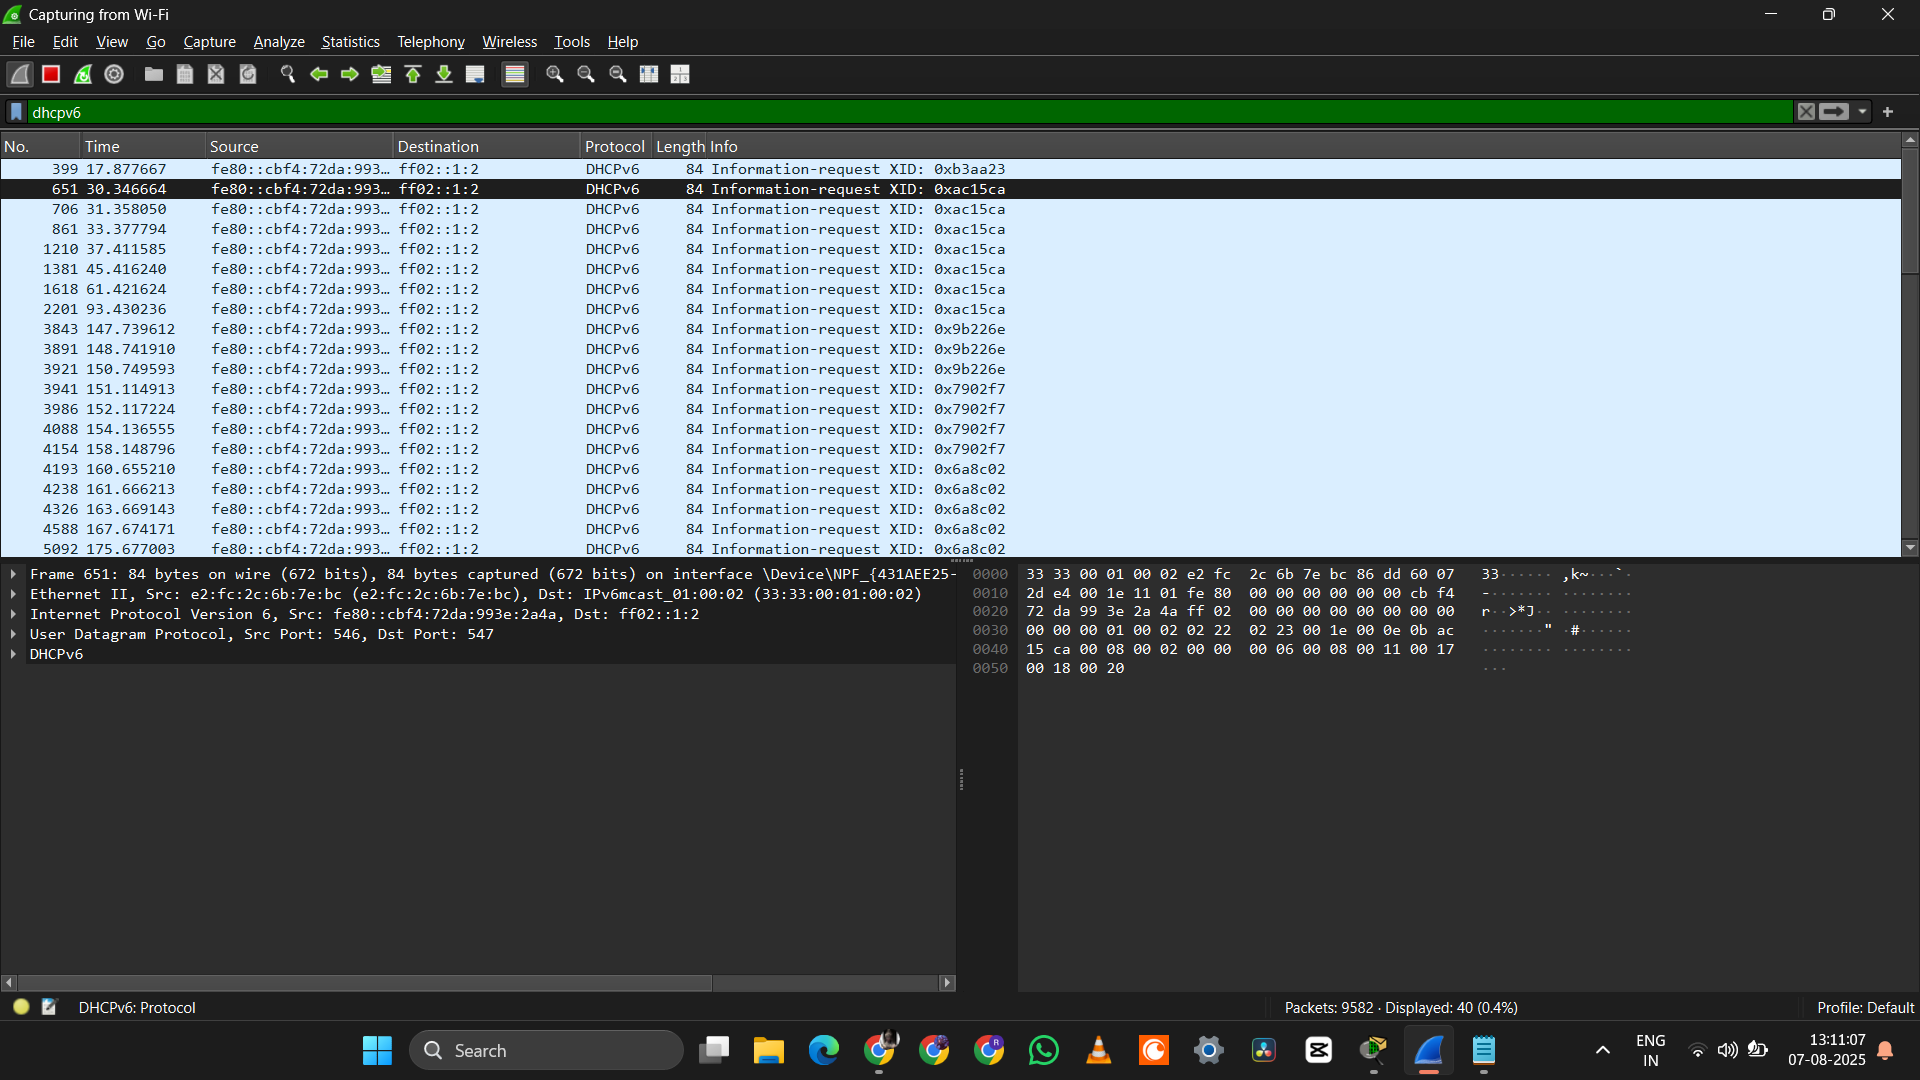 Capturing from Wi-Fi
File Edit View Go Capture Analyze Statistics Telephony Wireless Tools Help
dhcpv6
No. Time Source Destination Protocol Length Info
399 17.877667 fe80::cbf4:72da:993… ff02::1:2 DHCPv6 84 Information-request XID: 0xb3aa23
651 30.346664 fe80::cbf4:72da:993… ff02::1:2 DHCPv6 84 Information-request XID: 0xac15ca
706 31.358050 fe80::cbf4:72da:993… ff02::1:2 DHCPv6 84 Information-request XID: 0xac15ca
861 33.377794 fe80::cbf4:72da:993… ff02::1:2 DHCPv6 84 Information-request XID: 0xac15ca
1210 37.411585 fe80::cbf4:72da:993… ff02::1:2 DHCPv6 84 Information-request XID: 0xac15ca
1381 45.416240 fe80::cbf4:72da:993… ff02::1:2 DHCPv6 84 Information-request XID: 0xac15ca
1618 61.421624 fe80::cbf4:72da:993… ff02::1:2 DHCPv6 84 Information-request XID: 0xac15ca
2201 93.430236 fe80::cbf4:72da:993… ff02::1:2 DHCPv6 84 Information-request XID: 0xac15ca
3843 147.739612 fe80::cbf4:72da:993… ff02::1:2 DHCPv6 84 Information-request XID: 0x9b226e
3891 148.741910 fe80::cbf4:72da:993… ff02::1:2 DHCPv6 84 Information-request XID: 0x9b226e
3921 150.749593 fe80::cbf4:72da:993… ff02::1:2 DHCPv6 84 Information-request XID: 0x9b226e
3941 151.114913 fe80::cbf4:72da:993… ff02::1:2 DHCPv6 84 Information-request XID: 0x7902f7
3986 152.117224 fe80::cbf4:72da:993… ff02::1:2 DHCPv6 84 Information-request XID: 0x7902f7
4088 154.136555 fe80::cbf4:72da:993… ff02::1:2 DHCPv6 84 Information-request XID: 0x7902f7
4154 158.148796 fe80::cbf4:72da:993… ff02::1:2 DHCPv6 84 Information-request XID: 0x7902f7
4193 160.655210 fe80::cbf4:72da:993… ff02::1:2 DHCPv6 84 Information-request XID: 0x6a8c02
4238 161.666213 fe80::cbf4:72da:993… ff02::1:2 DHCPv6 84 Information-request XID: 0x6a8c02
4326 163.669143 fe80::cbf4:72da:993… ff02::1:2 DHCPv6 84 Information-request XID: 0x6a8c02
4588 167.674171 fe80::cbf4:72da:993… ff02::1:2 DHCPv6 84 Information-request XID: 0x6a8c02
5092 175.677003 fe80::cbf4:72da:993… ff02::1:2 DHCPv6 84 Information-request XID: 0x6a8c02
Frame 651: 84 bytes on wire (672 bits), 84 bytes captured (672 bits) on interface \Device\NPF_{431AEE25-
Ethernet II, Src: e2:fc:2c:6b:7e:bc (e2:fc:2c:6b:7e:bc), Dst: IPv6mcast_01:00:02 (33:33:00:01:00:02)
Internet Protocol Version 6, Src: fe80::cbf4:72da:993e:2a4a, Dst: ff02::1:2
User Datagram Protocol, Src Port: 546, Dst Port: 547
DHCPv6
0000 33 33 00 01 00 02 e2 fc 2c 6b 7e bc 86 dd 60 07 33······ ,k~···`·
0010 2d e4 00 1e 11 01 fe 80 00 00 00 00 00 00 cb f4 -······· ········
0020 72 da 99 3e 2a 4a ff 02 00 00 00 00 00 00 00 00 r··>*J·· ········
0030 00 00 00 01 00 02 02 22 02 23 00 1e 00 0e 0b ac ·······" ·#······
0040 15 ca 00 08 00 02 00 00 00 06 00 08 00 11 00 17 ········ ········
0050 00 18 00 20 ···
DHCPv6: Protocol
Packets: 9582 · Displayed: 40 (0.4%)
Profile: Default
Search
ENG
IN
13:11:07
07-08-2025